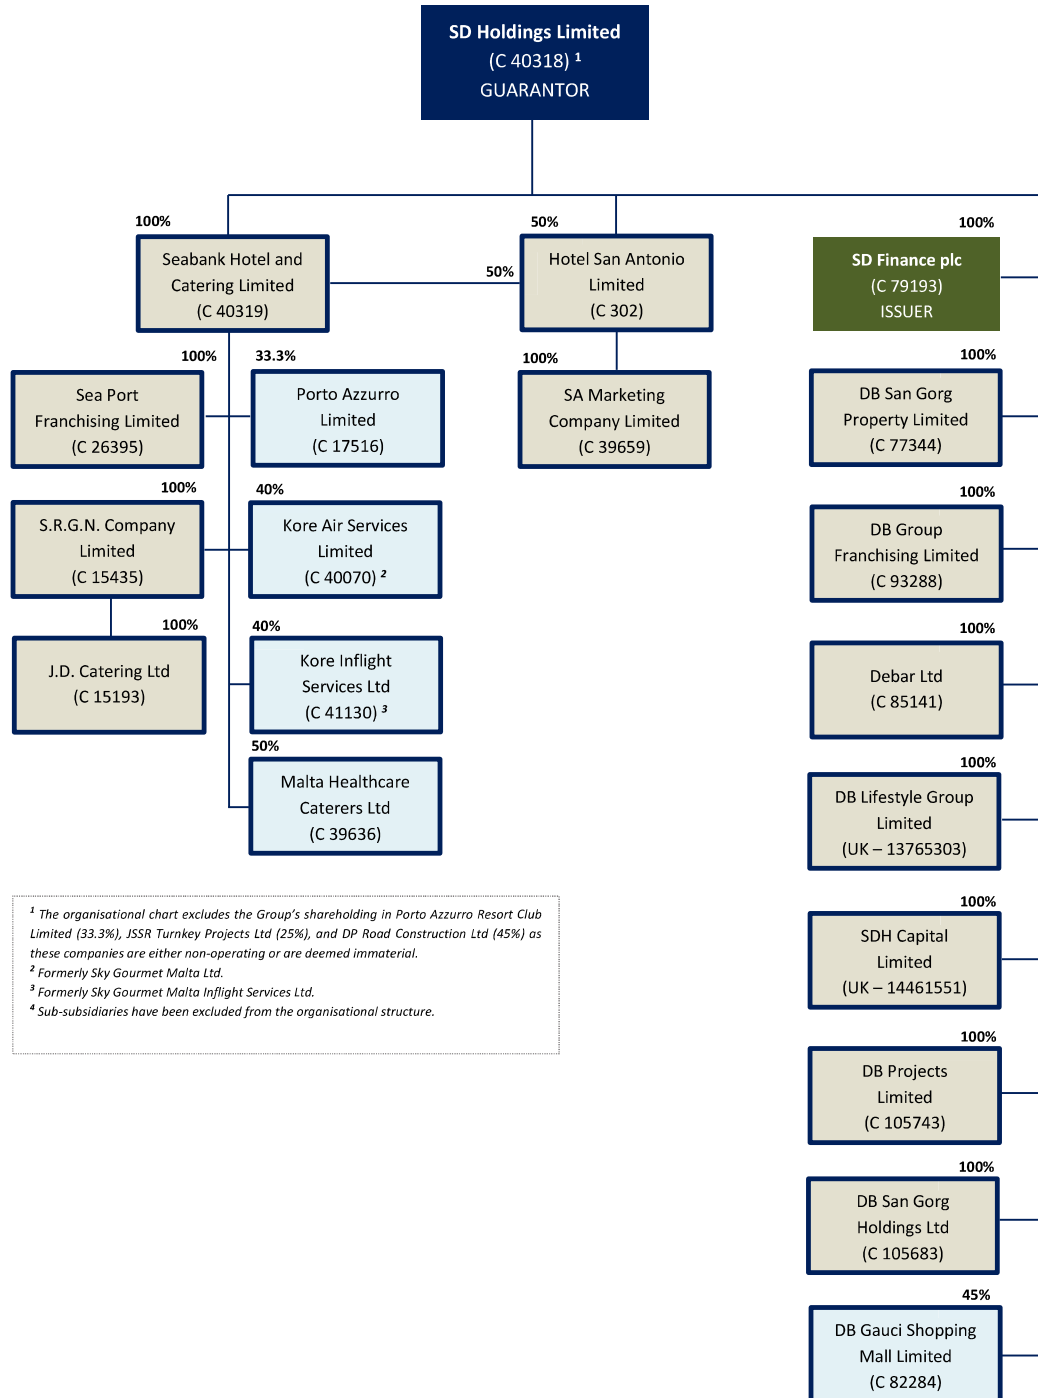 SD Holdings Limited
(C 40318) ¹
GUARANTOR
100%
Seabank Hotel and
Catering Limited
(C 40319)
50%
50%
Hotel San Antonio
Limited
(C 302)
100%
SD Finance plc
(C 79193)
ISSUER
100%
Sea Port
Franchising Limited
(C 26395)
33.3%
Porto Azzurro
Limited
(C 17516)
100%
SA Marketing
Company Limited
(C 39659)
100%
DB San Gorg
Property Limited
(C 77344)
100%
S.R.G.N. Company
Limited
(C 15435)
40%
Kore Air Services
Limited
(C 40070) ²
100%
DB Group
Franchising Limited
(C 93288)
100%
J.D. Catering Ltd
(C 15193)
40%
Kore Inflight
Services Ltd
(C 41130) ³
100%
Debar Ltd
(C 85141)
50%
Malta Healthcare
Caterers Ltd
(C 39636)
100%
DB Lifestyle Group
Limited
(UK – 13765303)
100%
SDH Capital
Limited
(UK – 14461551)
100%
DB Projects
Limited
(C 105743)
100%
DB San Gorg
Holdings Ltd
(C 105683)
45%
DB Gauci Shopping
Mall Limited
(C 82284)
¹ The organisational chart excludes the Group's shareholding in Porto Azzurro Resort Club
Limited (33.3%), JSSR Turnkey Projects Ltd (25%), and DP Road Construction Ltd (45%) as
these companies are either non-operating or are deemed immaterial.
² Formerly Sky Gourmet Malta Ltd.
³ Formerly Sky Gourmet Malta Inflight Services Ltd.
⁴ Sub-subsidiaries have been excluded from the organisational structure.